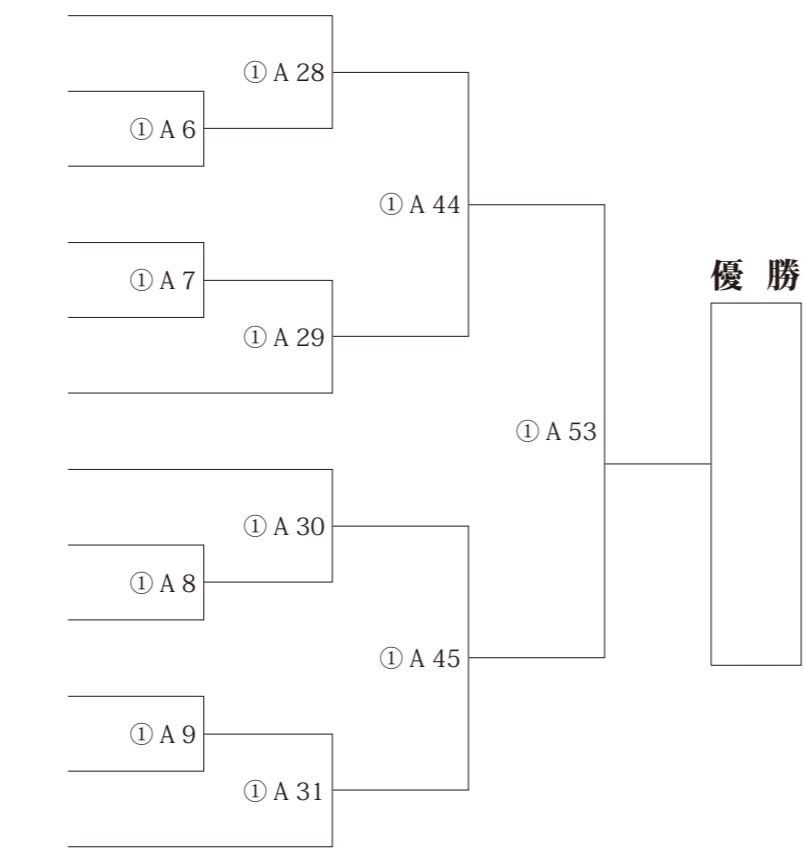 ① A 28
① A 6
① A 44
優 勝
① A 7
① A 29
① A 53
① A 30
① A 8
① A 45
① A 9
① A 31